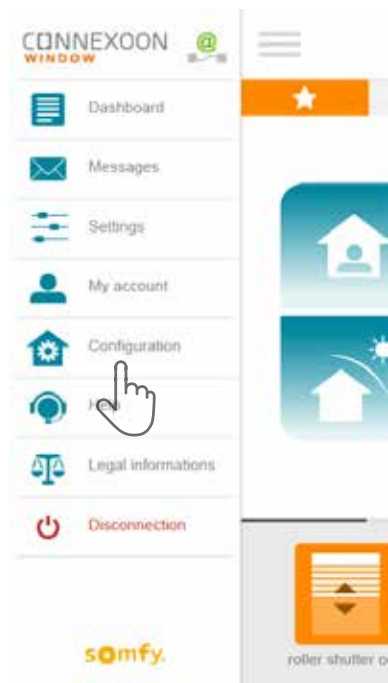 CONNEXOON
WINDOW
Dashboard
Messages
Settings
My account
Configuration
Legal informations
Disconnection
somfy.
roller shutter